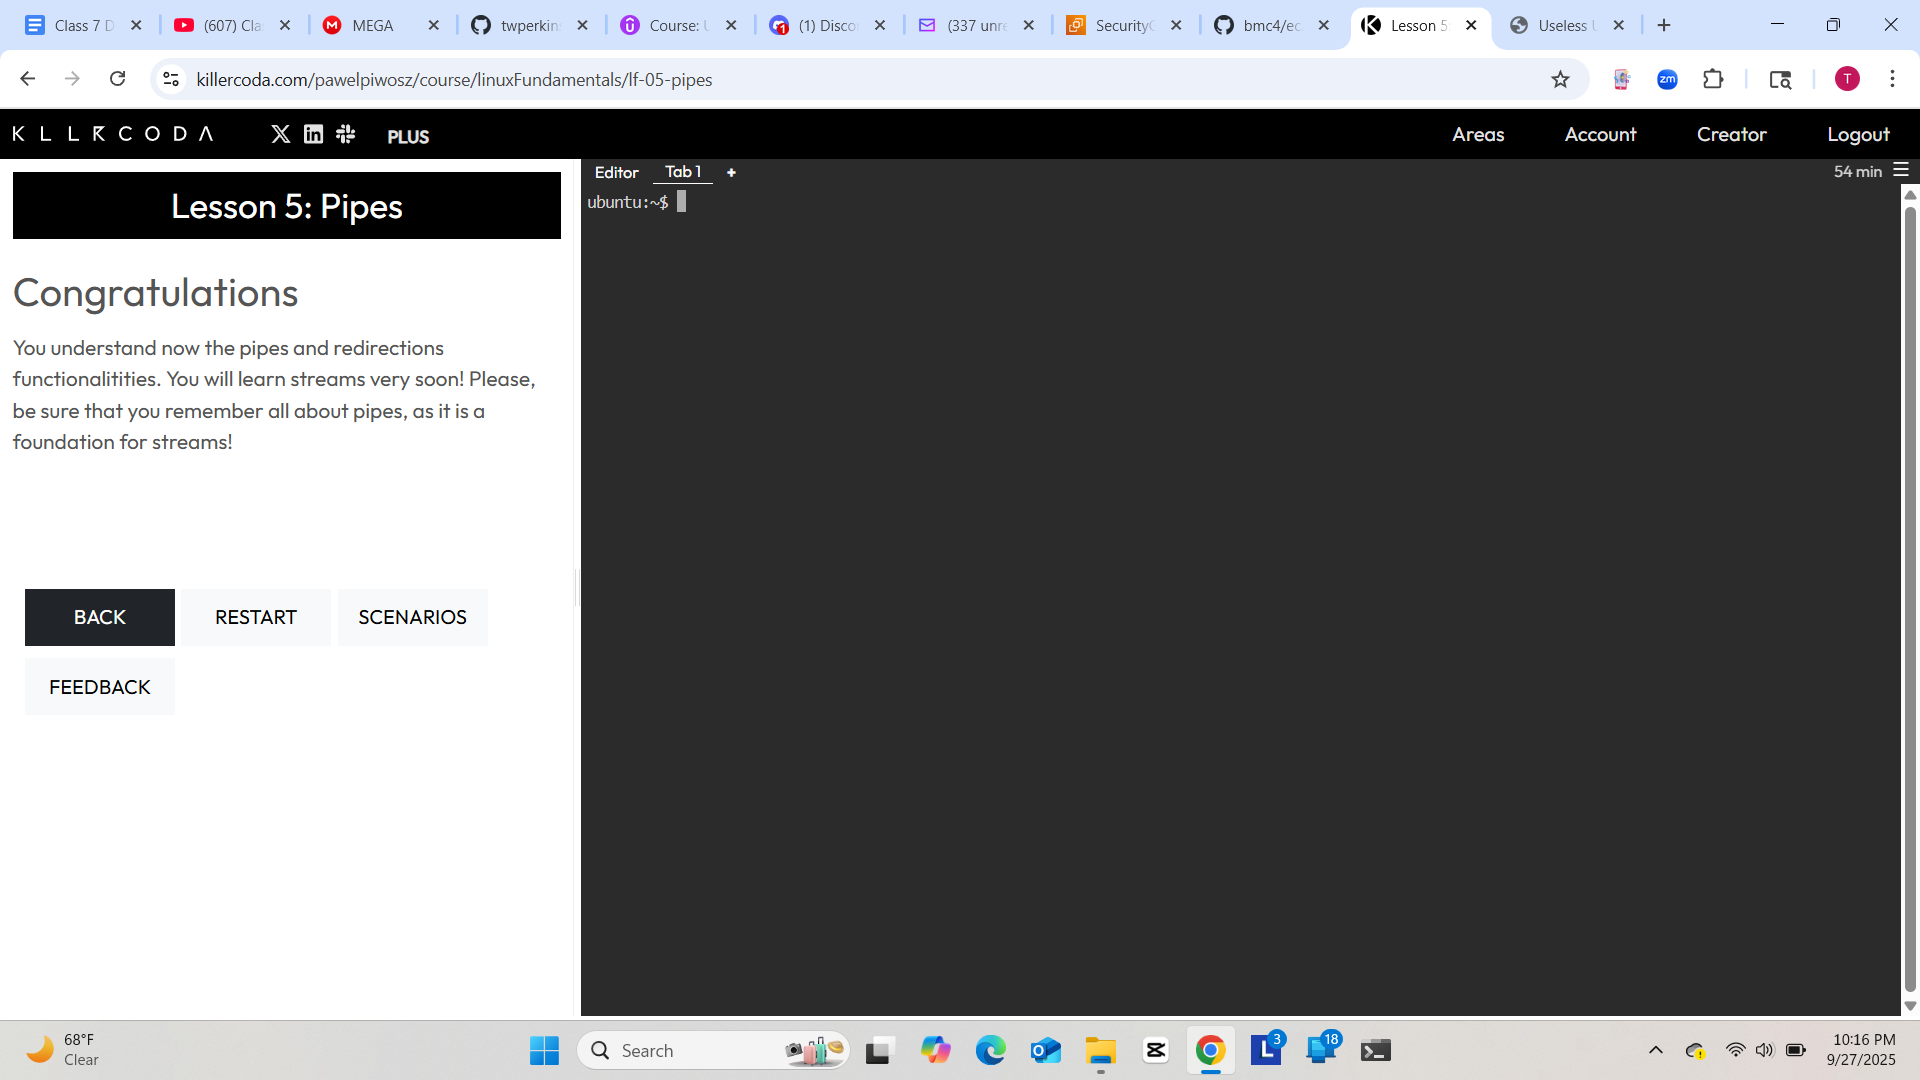 Class 7 D
(607) Cla
MEGA
twperkin
Course: U
(1) Disco
(337 unre
SecurityG
bmc4/ec
Lesson 5:
Useless U
killercoda.com/pawelpiwosz/course/linuxFundamentals/lf-05-pipes
zm
T
KLLRCODA
PLUS
Areas
Account
Creator
Logout
Lesson 5: Pipes
Editor
Tab 1
+
54 min
ubuntu:~$
Congratulations
You understand now the pipes and redirections
functionalitities. You will learn streams very soon! Please,
be sure that you remember all about pipes, as it is a
foundation for streams!
BACK
RESTART
SCENARIOS
FEEDBACK
68°F
Clear
Search
3
18
10:16 PM
9/27/2025